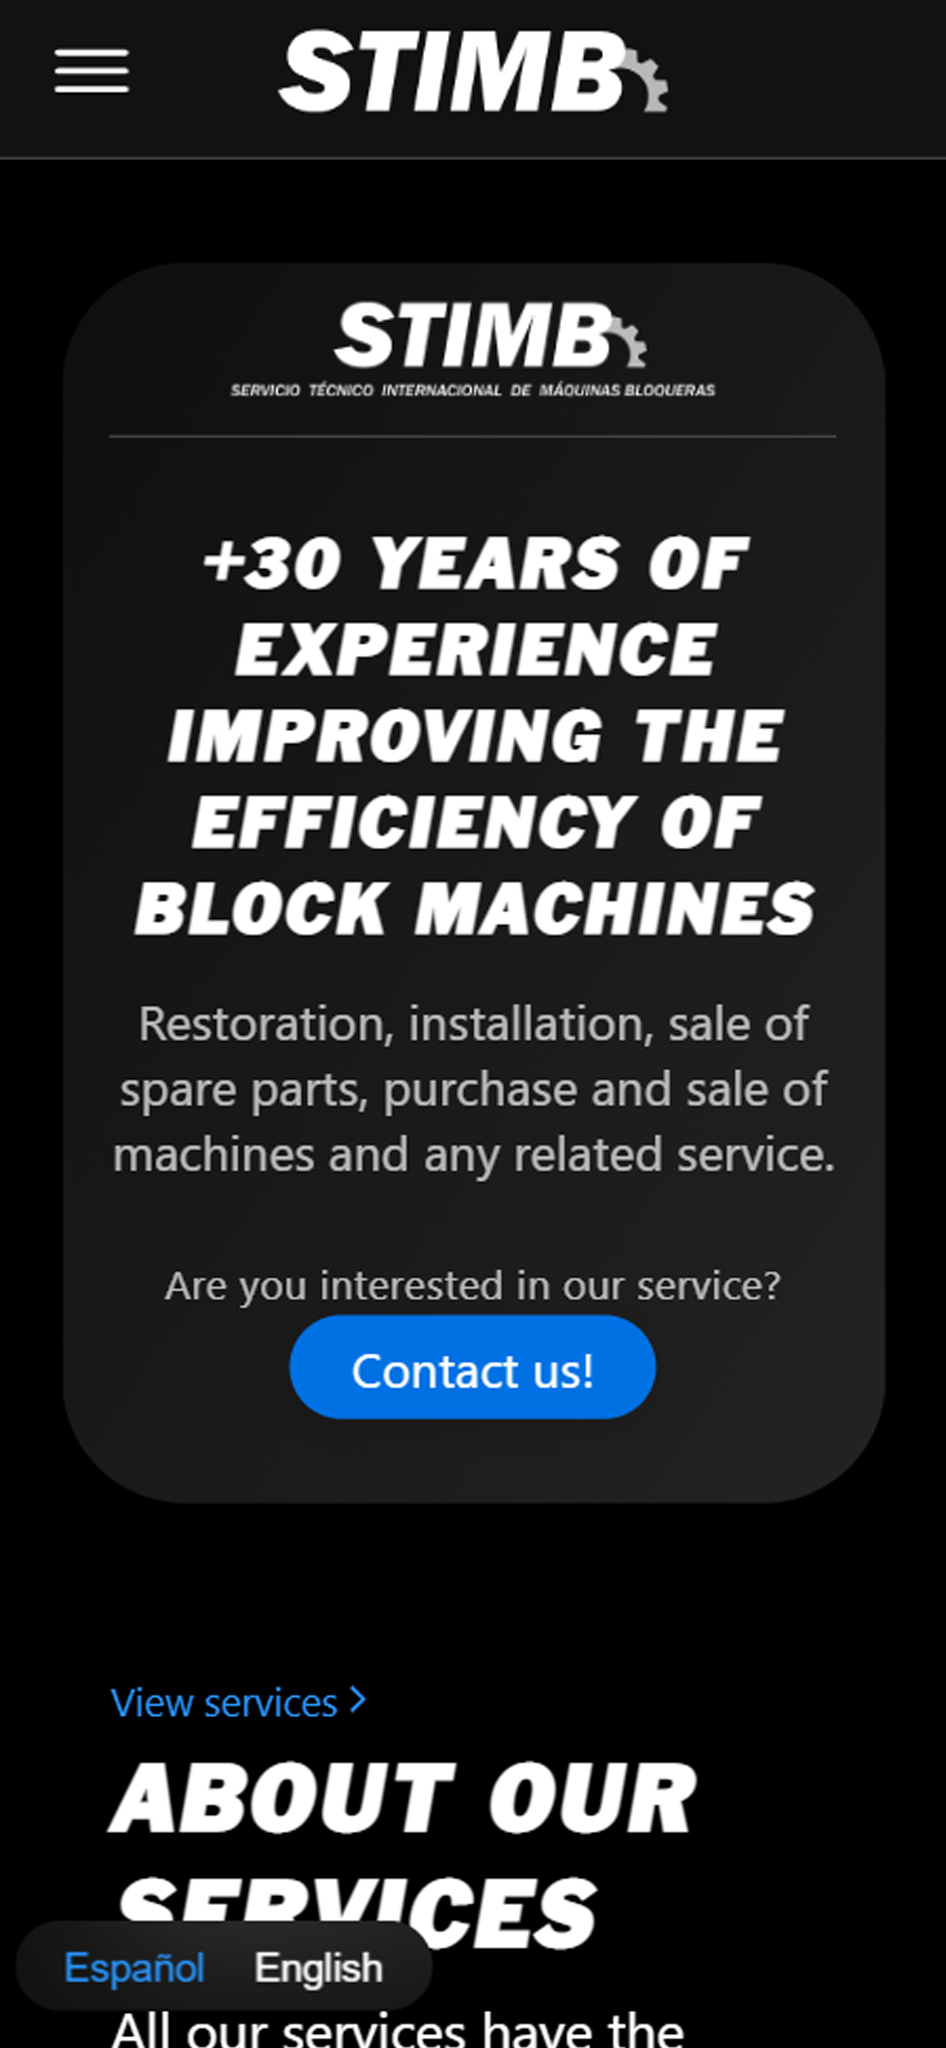 STIMB
STIMB
SERVICIO TÉCNICO INTERNACIONAL DE MÁQUINAS BLOQUERAS
+30 YEARS OF
EXPERIENCE
IMPROVING THE
EFFICIENCY OF
BLOCK MACHINES
Restoration, installation, sale of
spare parts, purchase and sale of
machines and any related service.
Are you interested in our service?
Contact us!
View services >
ABOUT OUR
SERVICES
Español English
All our services have the